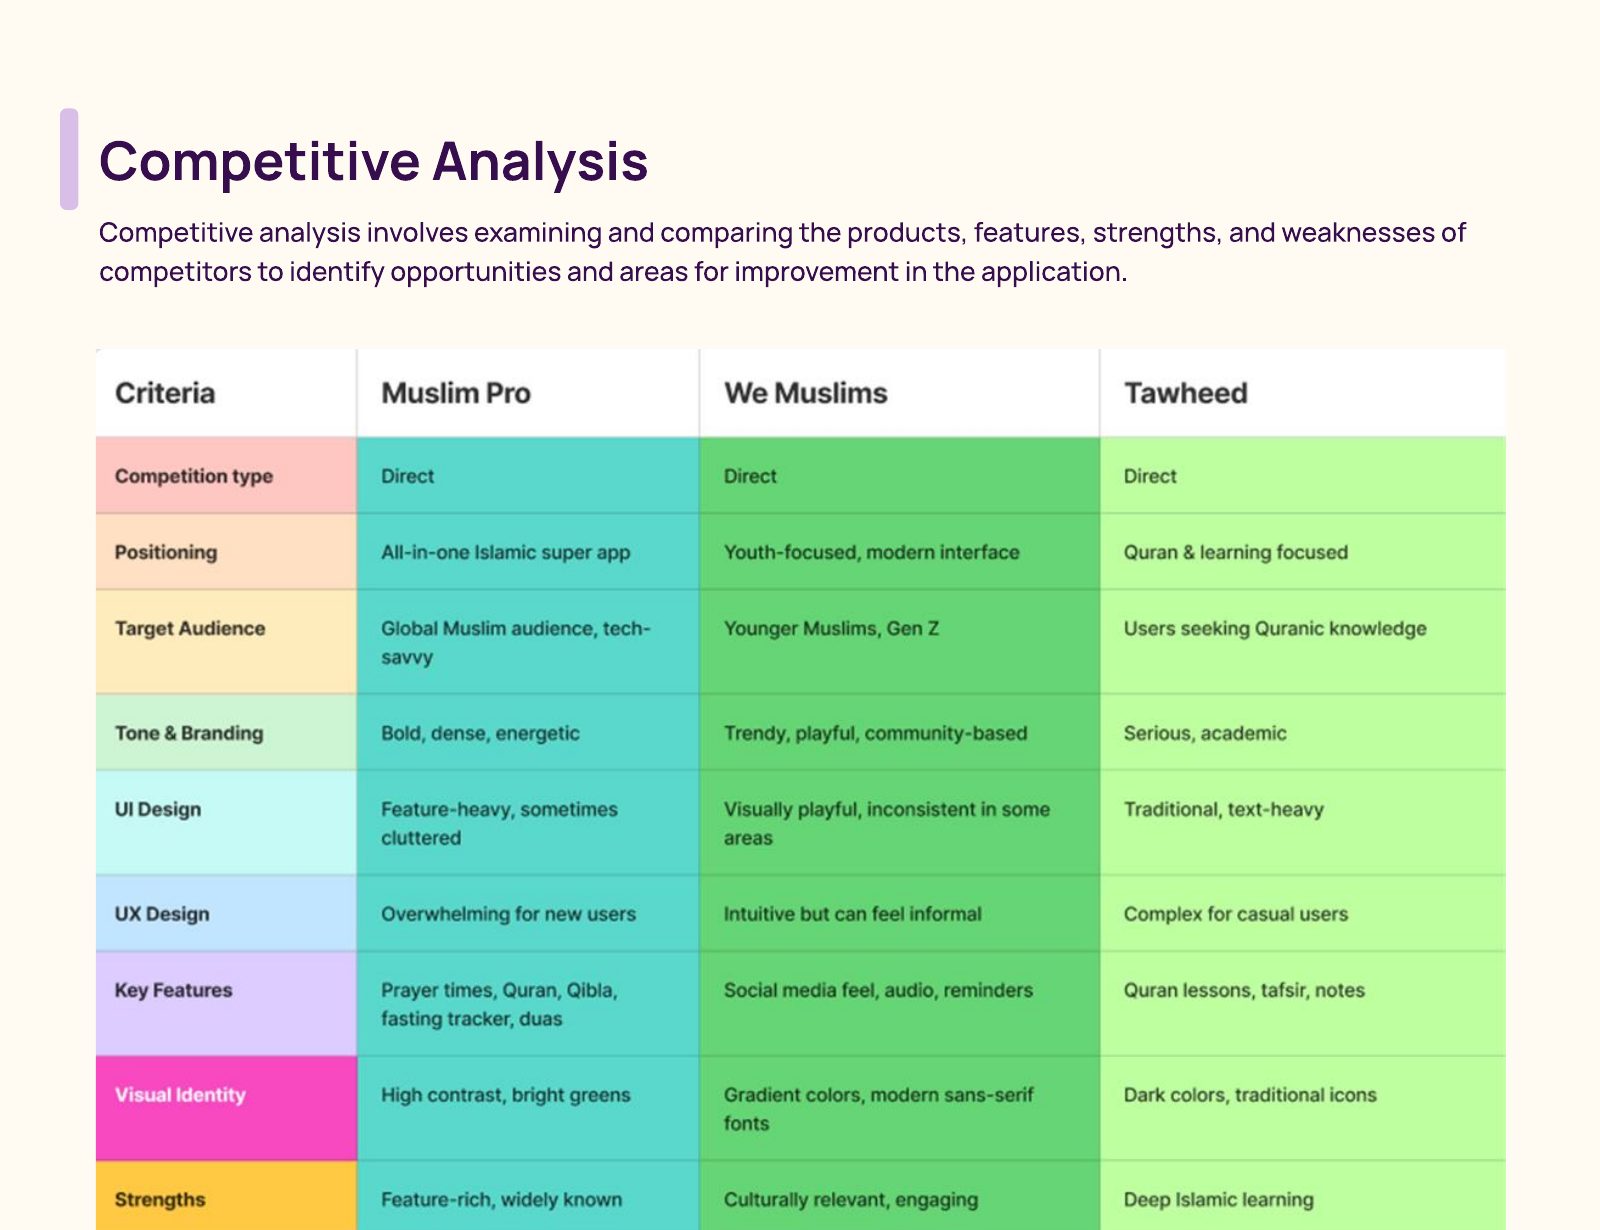 Competitive Analysis
Competitive analysis involves examining and comparing the products, features, strengths, and weaknesses of
competitors to identify opportunities and areas for improvement in the application.
Criteria
Muslim Pro
We Muslims
Tawheed
Competition type
Direct
Direct
Direct
Positioning
All-in-one Islamic super app
Youth-focused, modern interface
Quran & learning focused
Target Audience
Global Muslim audience, tech-
savvy
Younger Muslims, Gen Z
Users seeking Quranic knowledge
Tone & Branding
Bold, dense, energetic
Trendy, playful, community-based
Serious, academic
UI Design
Feature-heavy, sometimes
cluttered
Visually playful, inconsistent in some
areas
Traditional, text-heavy
UX Design
Overwhelming for new users
Intuitive but can feel informal
Complex for casual users
Key Features
Prayer times, Quran, Qibla,
fasting tracker, duas
Social media feel, audio, reminders
Quran lessons, tafsir, notes
Visual Identity
High contrast, bright greens
Gradient colors, modern sans-serif
fonts
Dark colors, traditional icons
Strengths
Feature-rich, widely known
Culturally relevant, engaging
Deep Islamic learning